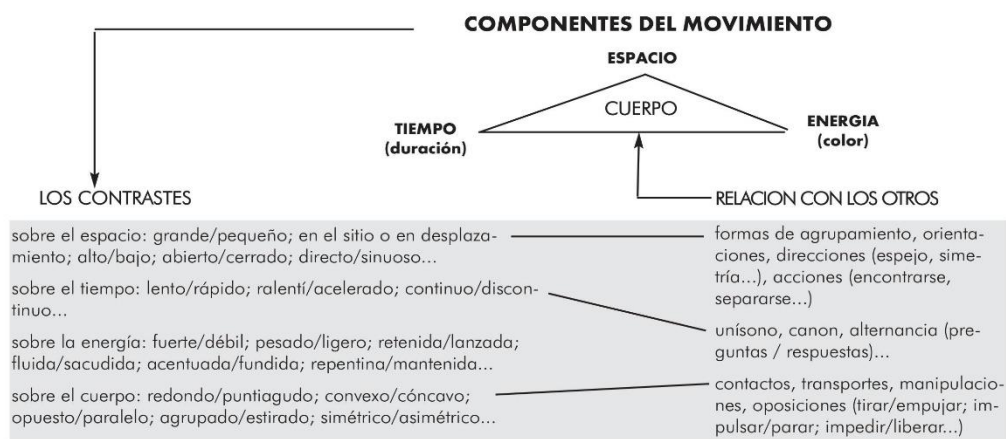 COMPONENTES DEL MOVIMIENTO
ESPACIO
CUERPO
TIEMPO
(duración)
ENERGIA
(color)
LOS CONTRASTES
RELACION CON LOS OTROS
sobre el espacio: grande/pequeño; en el sitio o en desplaza-
miento; alto/bajo; abierto/cerrado; directo/sinuoso...
sobre el tiempo: lento/rápido; ralentí/acelerado; continuo/discon-
tinuo...
sobre la energía: fuerte/débil; pesado/ligero; retenida/lanzada;
fluida/sacudida; acentuada/fundida; repentina/mantenida...
sobre el cuerpo: redondo/puntiagudo; convexo/cóncavo;
opuesto/paralelo; agrupado/estirado; simétrico/asimétrico...
formas de agrupamiento, orienta-
ciones, direcciones (espejo, sime-
tría...), acciones (encontrarse,
separarse...)
unísono, canon, alternancia (pre-
guntas / respuestas)...
contactos, transportes, manipulacio-
nes, oposiciones (tirar/empujar; im-
pulsar/parar; impedir/liberar...)